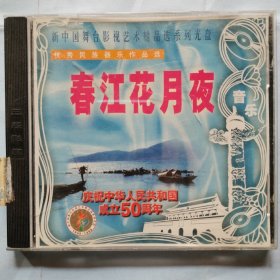 新中国舞台影视艺术精品选系列光盘
优秀民族器乐作品选
春江花月夜
音乐
庆祝中华人民共和国
成立50周年